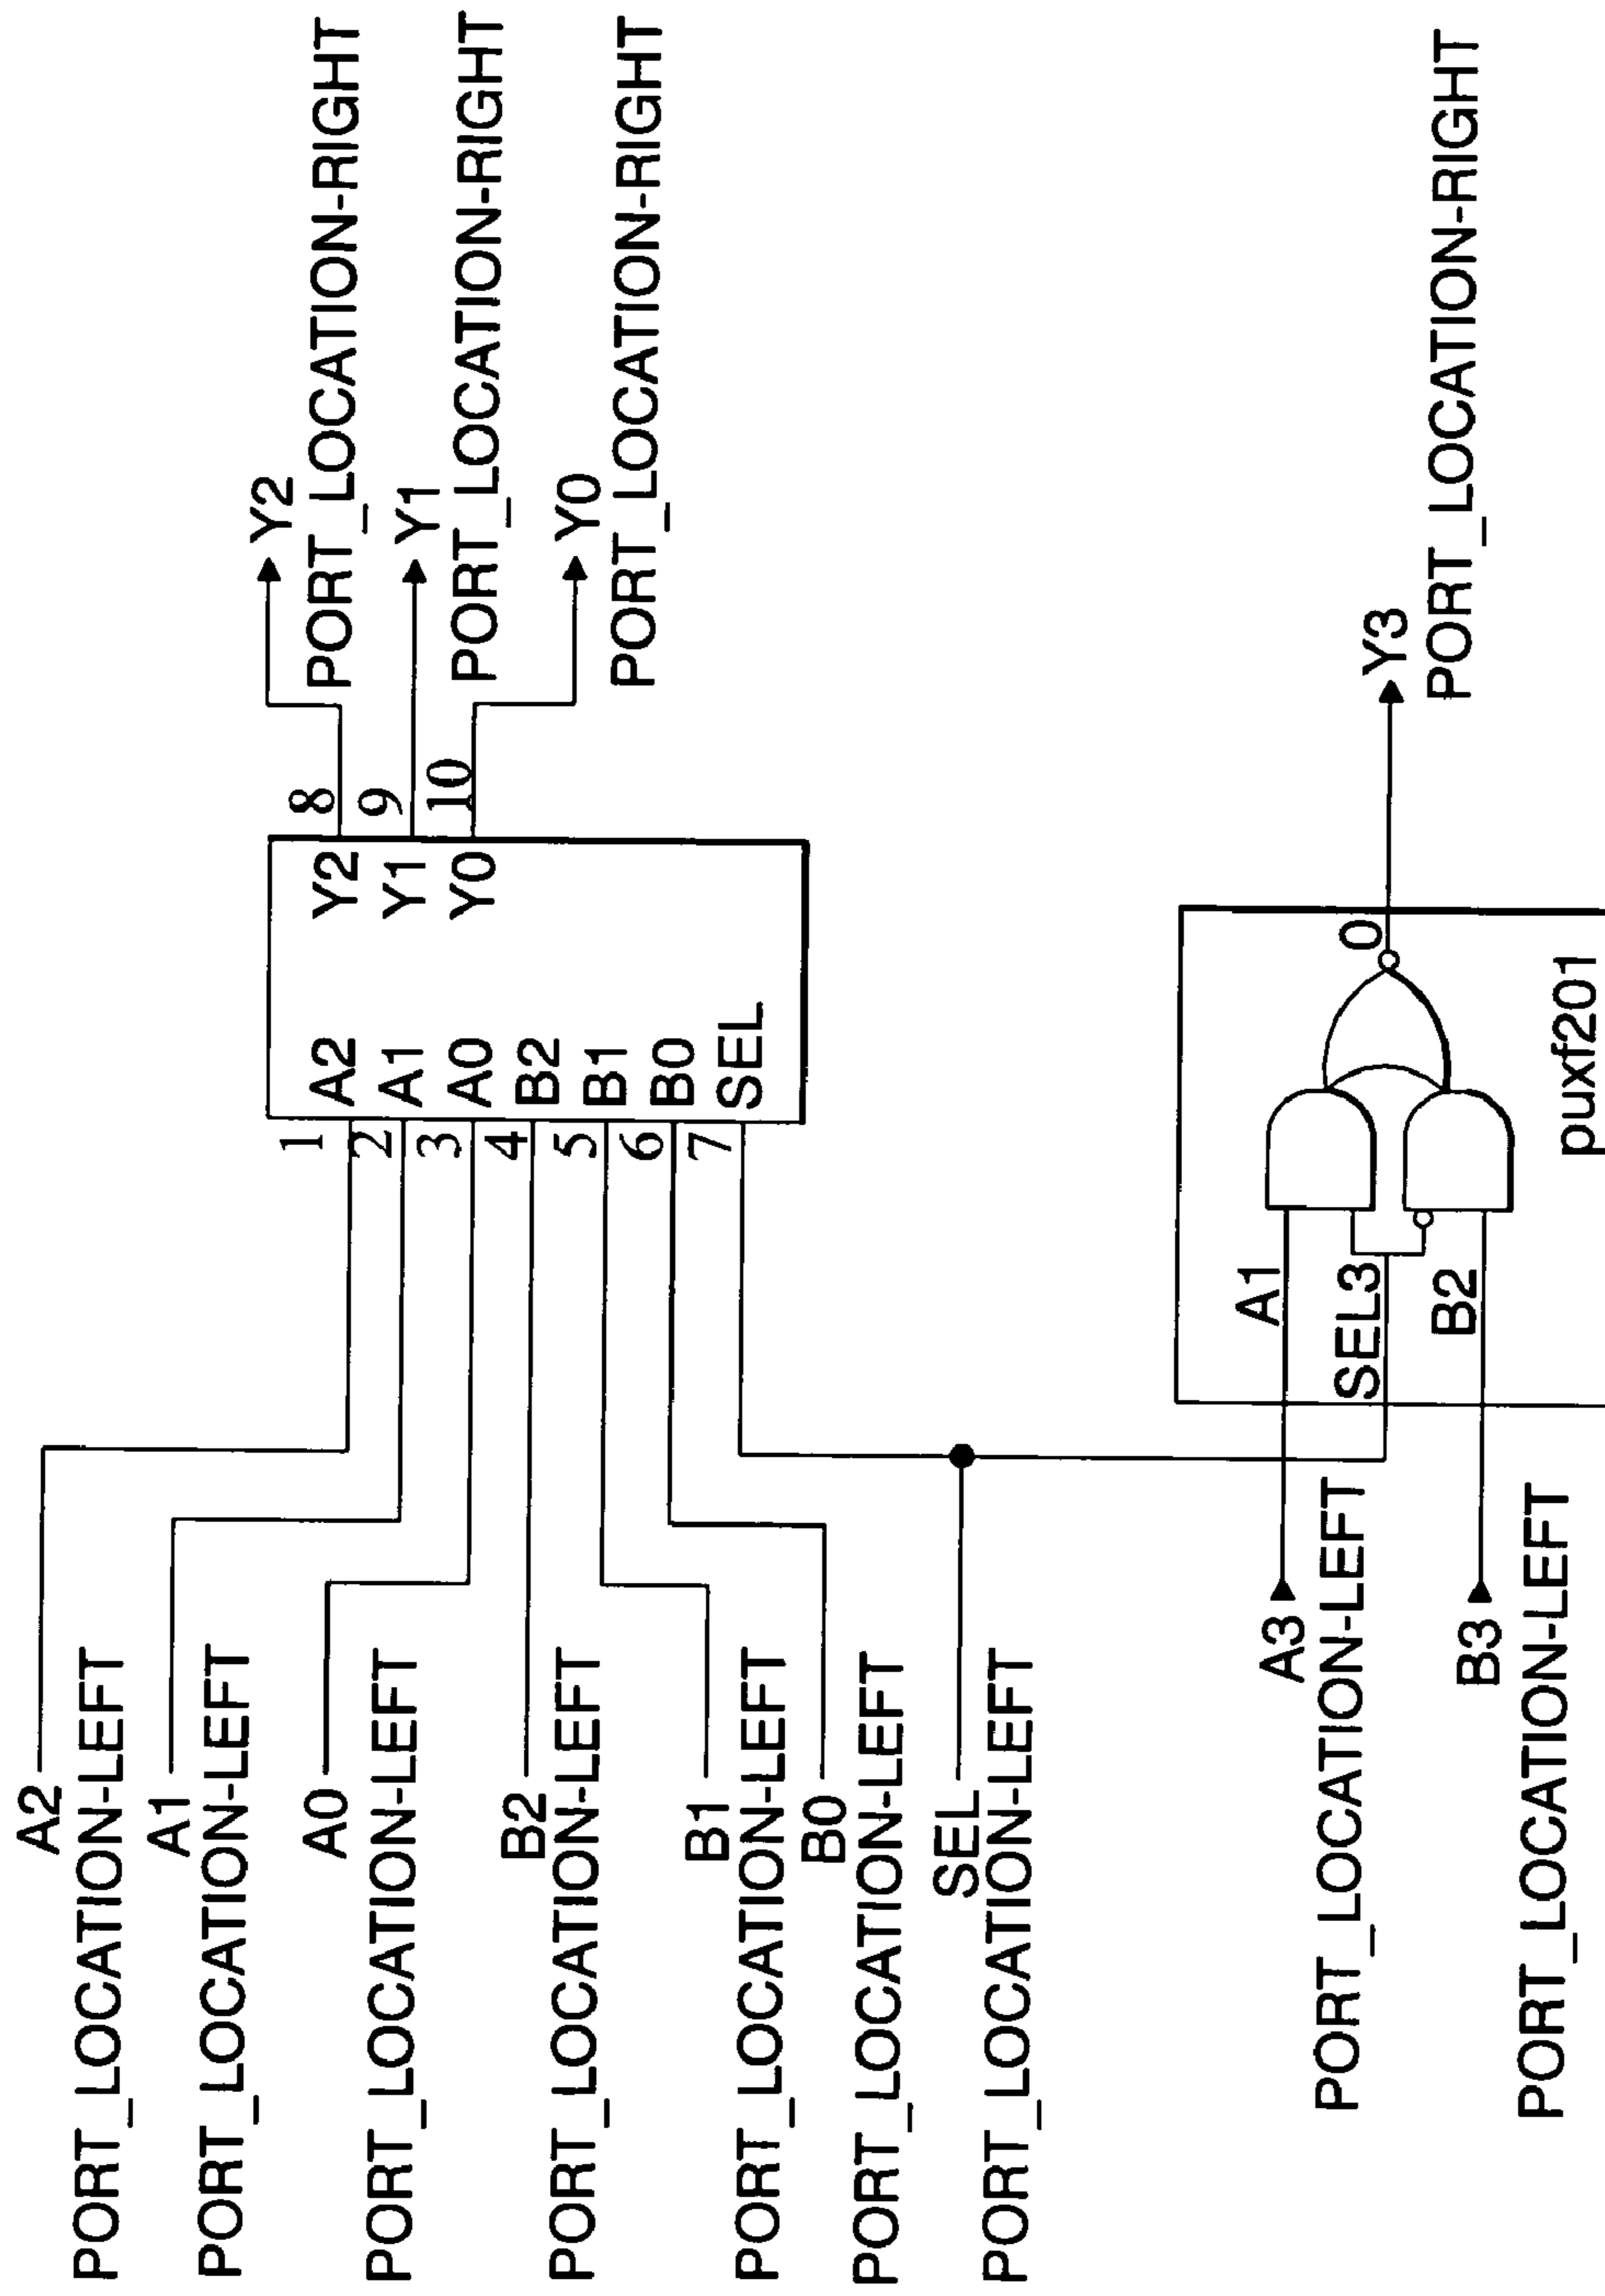 A2
PORT_LOCATION-LEFT
A1
PORT_LOCATION-LEFT
A0
PORT_LOCATION-LEFT
B2
PORT_LOCATION-LEFT
B1
PORT_LOCATION-LEFT
B0
PORT_LOCATION-LEFT
SEL
PORT_LOCATION-LEFT
1 A2
2 A1
3 A0
4 B2
5 B1
6 B0
7 SEL
Y2 8
Y1 9
Y0 10
Y2
PORT_LOCATION-RIGHT
Y1
PORT_LOCATION-RIGHT
Y0
PORT_LOCATION-RIGHT
A3
PORT_LOCATION-LEFT
B3
PORT_LOCATION-LEFT
A1
SEL3
B2
O
puxf201
Y3
PORT_LOCATION-RIGHT